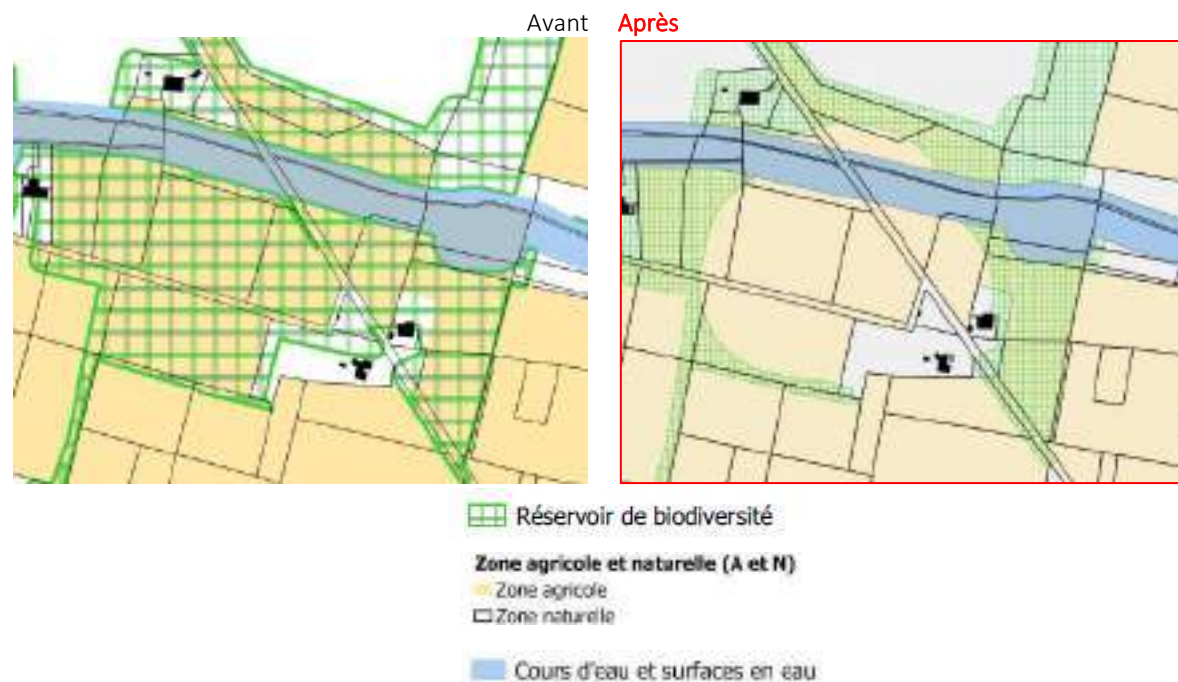 Avant Après
Réservoir de biodiversité
Zone agricole et naturelle (A et N)
Zone agricole
Zone naturelle
Cours d'eau et surfaces en eau